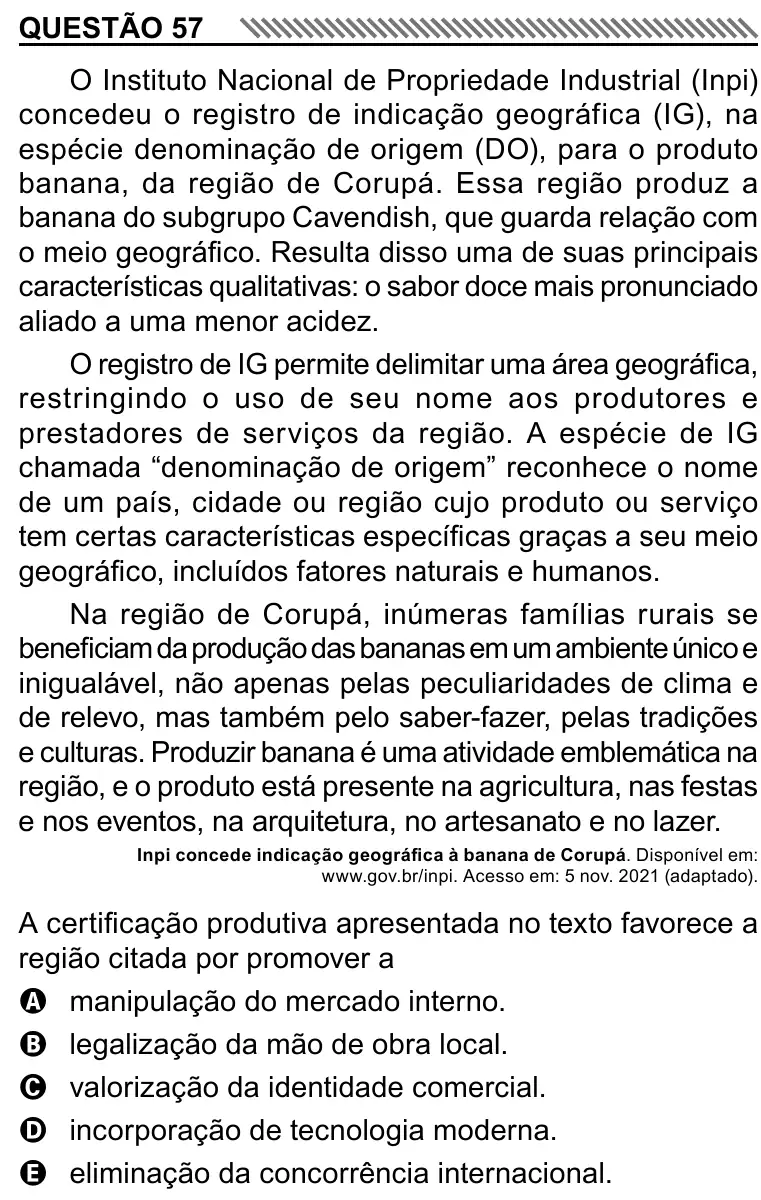 QUESTÃO 57
O Instituto Nacional de Propriedade Industrial (Inpi)
concedeu o registro de indicação geográfica (IG), na
espécie denominação de origem (DO), para o produto
banana, da região de Corupá. Essa região produz a
banana do subgrupo Cavendish, que guarda relação com
o meio geográfico. Resulta disso uma de suas principais
características qualitativas: o sabor doce mais pronunciado
aliado a uma menor acidez.
O registro de IG permite delimitar uma área geográfica,
restringindo o uso de seu nome aos produtores e
prestadores de serviços da região. A espécie de IG
chamada “denominação de origem” reconhece o nome
de um país, cidade ou região cujo produto ou serviço
tem certas características específicas graças a seu meio
geográfico, incluídos fatores naturais e humanos.
Na região de Corupá, inúmeras famílias rurais se
beneficiam da produção das bananas em um ambiente único e
inigualável, não apenas pelas peculiaridades de clima e
de relevo, mas também pelo saber-fazer, pelas tradições
e culturas. Produzir banana é uma atividade emblemática na
região, e o produto está presente na agricultura, nas festas
e nos eventos, na arquitetura, no artesanato e no lazer.
Inpi concede indicação geográfica à banana de Corupá. Disponível em:
www.gov.br/inpi. Acesso em: 5 nov. 2021 (adaptado).
A certificação produtiva apresentada no texto favorece a
região citada por promover a
A manipulação do mercado interno.
B legalização da mão de obra local.
C valorização da identidade comercial.
D incorporação de tecnologia moderna.
E eliminação da concorrência internacional.